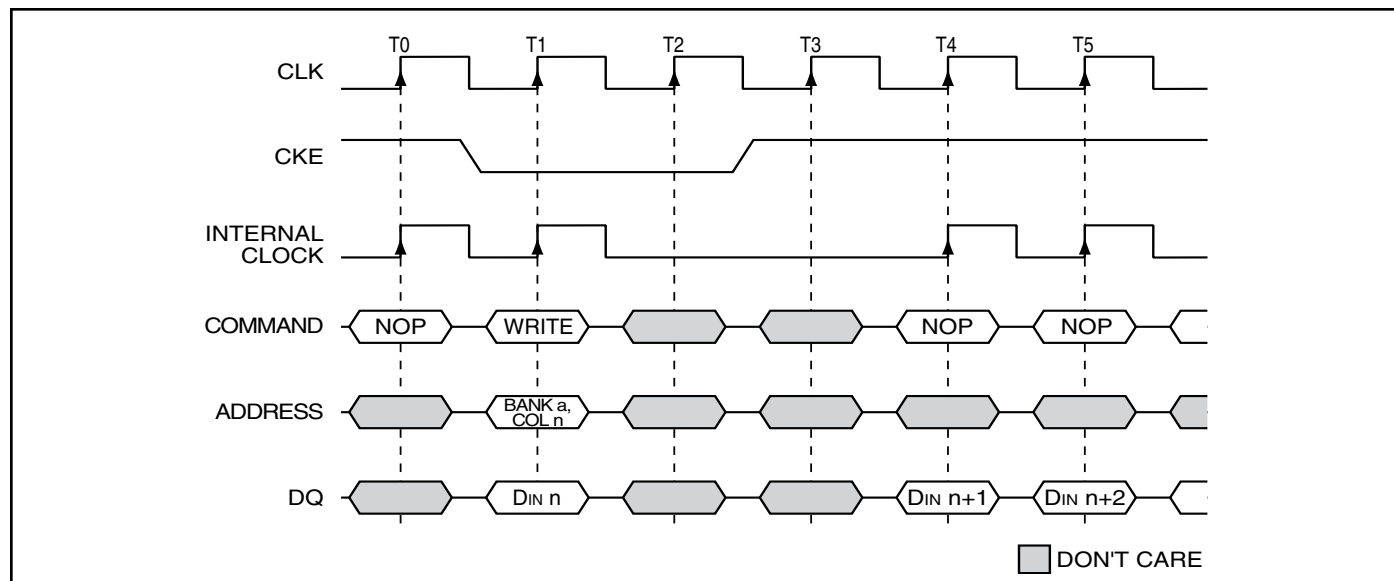 T0 T1 T2 T3 T4 T5
CLK
CKE
INTERNAL
CLOCK
COMMAND NOP WRITE NOP NOP
ADDRESS BANK a,
COL n
DQ DIN n DIN n+1 DIN n+2
DON'T CARE